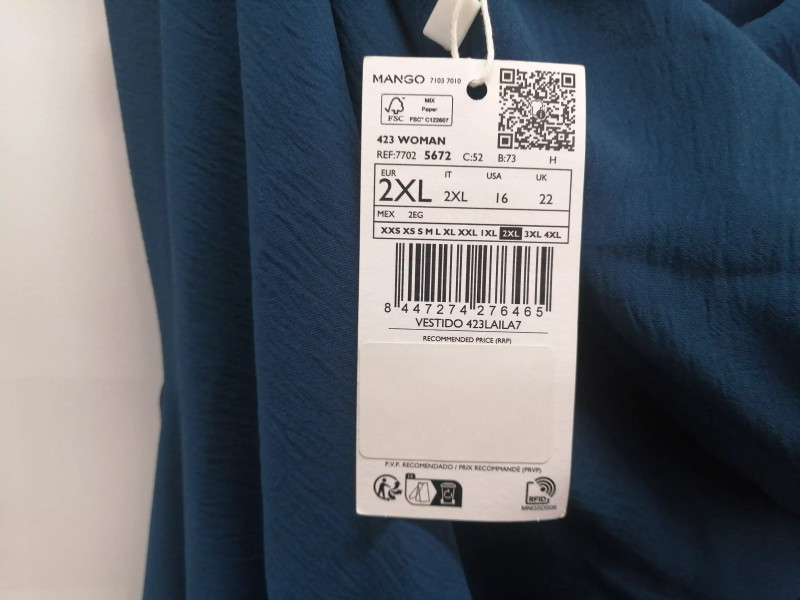 MANGO 7103 7010
FSC
MIX
Paper
FSC™ C122607
423 WOMAN
REF:7702 5672 C:52 B:73 H
EUR IT USA UK
2XL 2XL 16 22
MEX 2EG
XXS XS S M L XL XXL 1XL 2XL 3XL 4XL
8 447274 276465
VESTIDO 423LAILA7
RECOMMENDED PRICE (RRP)
P.V.P. RECOMENDADO / PRIX RECOMMANDÉ (PRVP)
RFID